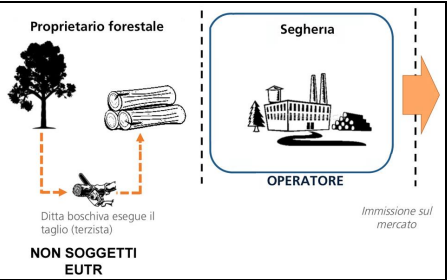 Proprietario forestale
Segheria
Ditta boschiva esegue il
taglio (terzista)
NON SOGGETTI
EUTR
OPERATORE
Immissione sul
mercato